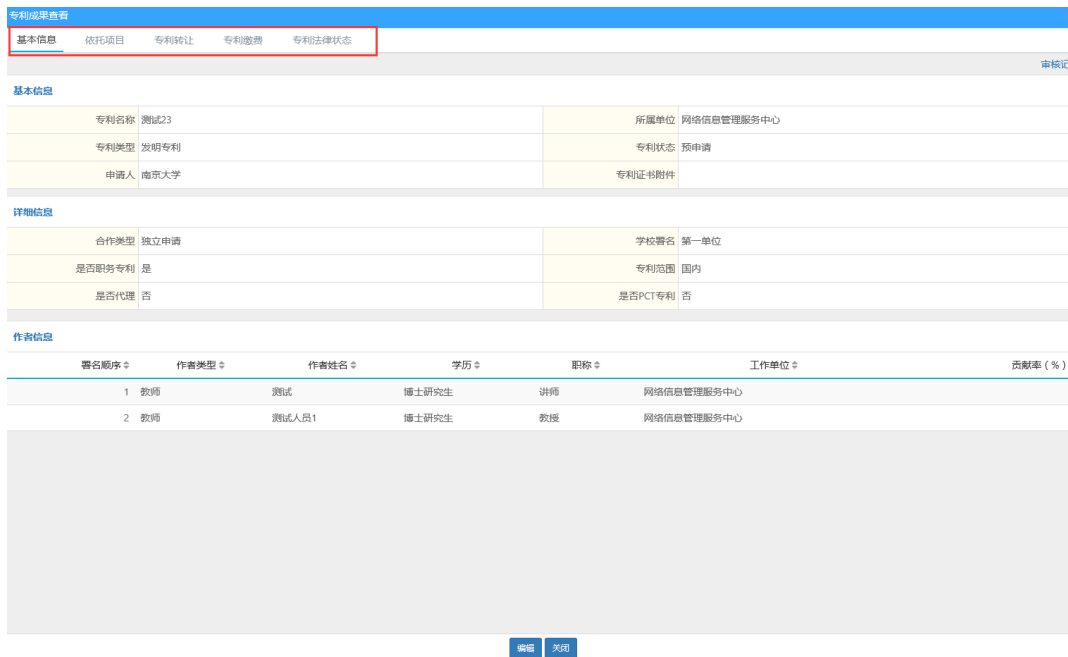 专利成果查看
基本信息 依托项目 专利转让 专利缴费 专利法律状态
审核记
基本信息
专利名称 测试23 所属单位 网络信息管理服务中心
专利类型 发明专利 专利状态 预申请
申请人 南京大学 专利证书附件
详细信息
合作类型 独立申请 学校署名 第一单位
是否职务专利 是 专利范围 国内
是否代理 否 是否PCT专利 否
作者信息
署名顺序 作者类型 作者姓名 学历 职称 工作单位 贡献率（%）
1 教师 测试 博士研究生 讲师 网络信息管理服务中心
2 教师 测试人员1 博士研究生 教授 网络信息管理服务中心
编辑 关闭